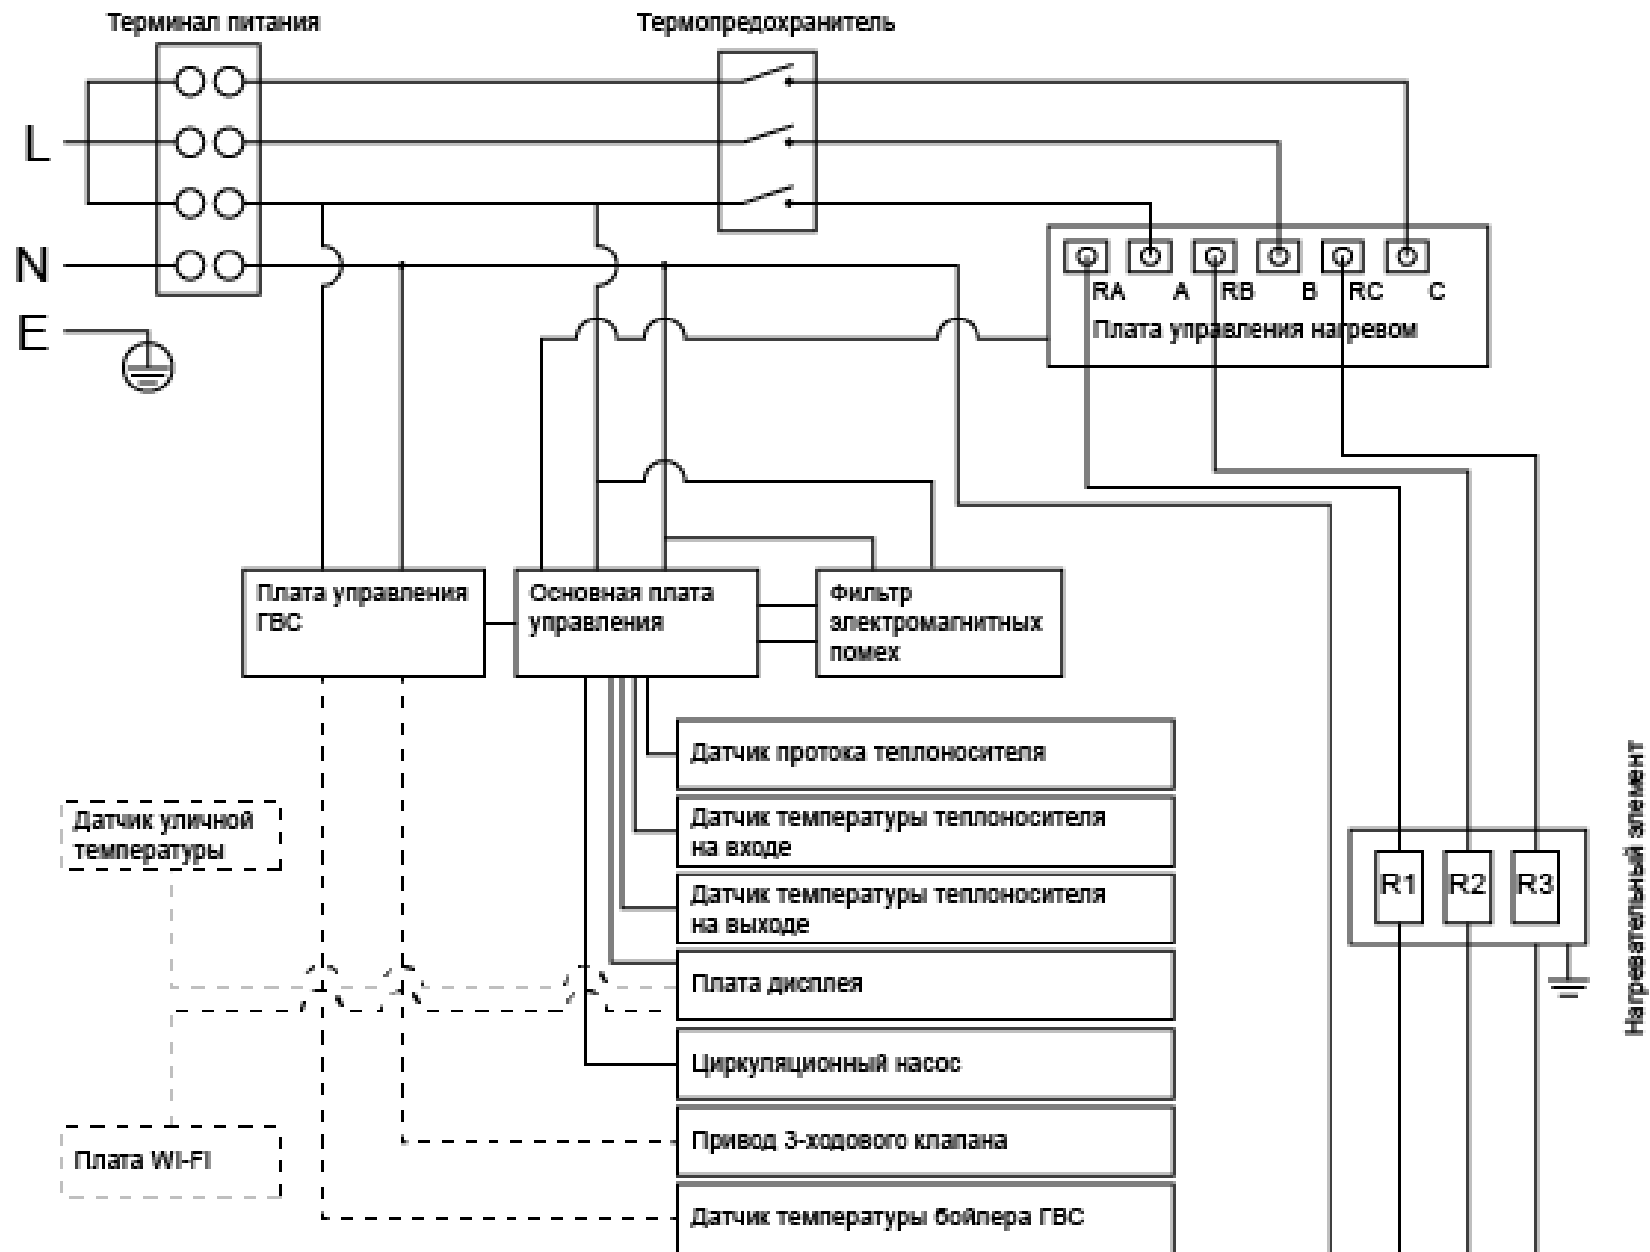 Терминал питания
Термопредохранитель
L
N
E
RA A RB B RC C
Плата управления нагревом
Плата управления
ГВС
Основная плата
управления
Фильтр
электромагнитных
помех
Датчик протока теплоносителя
Датчик температуры теплоносителя
на входе
Датчик температуры теплоносителя
на выходе
Плата дисплея
Циркуляционный насос
Привод 3-ходового клапана
Датчик температуры бойлера ГВС
Датчик уличной
температуры
Плата WI-FI
R1 R2 R3
Нагревательный элемент